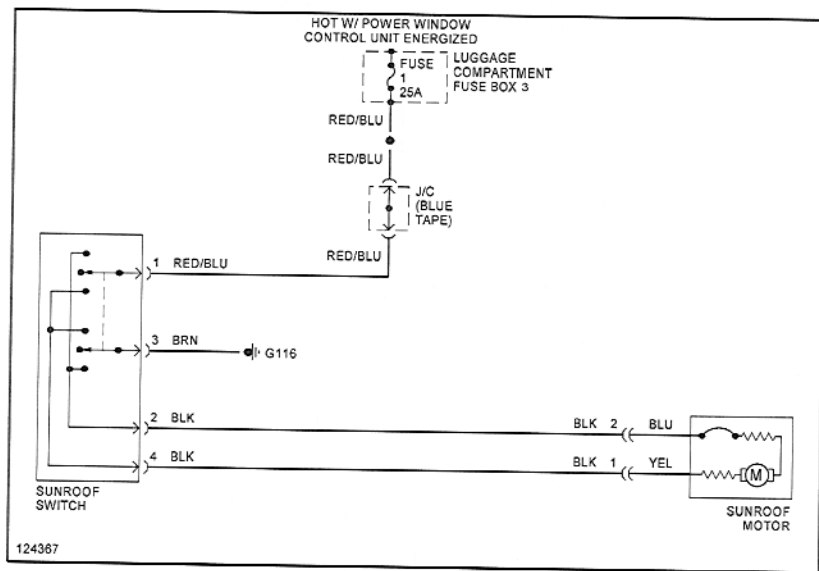 HOT W/ POWER WINDOW
CONTROL UNIT ENERGIZED
FUSE
1
25A
LUGGAGE
COMPARTMENT
FUSE BOX 3
RED/BLU
RED/BLU
J/C
(BLUE
TAPE)
RED/BLU
1 RED/BLU
3 BRN
G116
2 BLK
BLK 2 BLU
4 BLK
BLK 1 YEL
M
SUNROOF
SWITCH
SUNROOF
MOTOR
124367